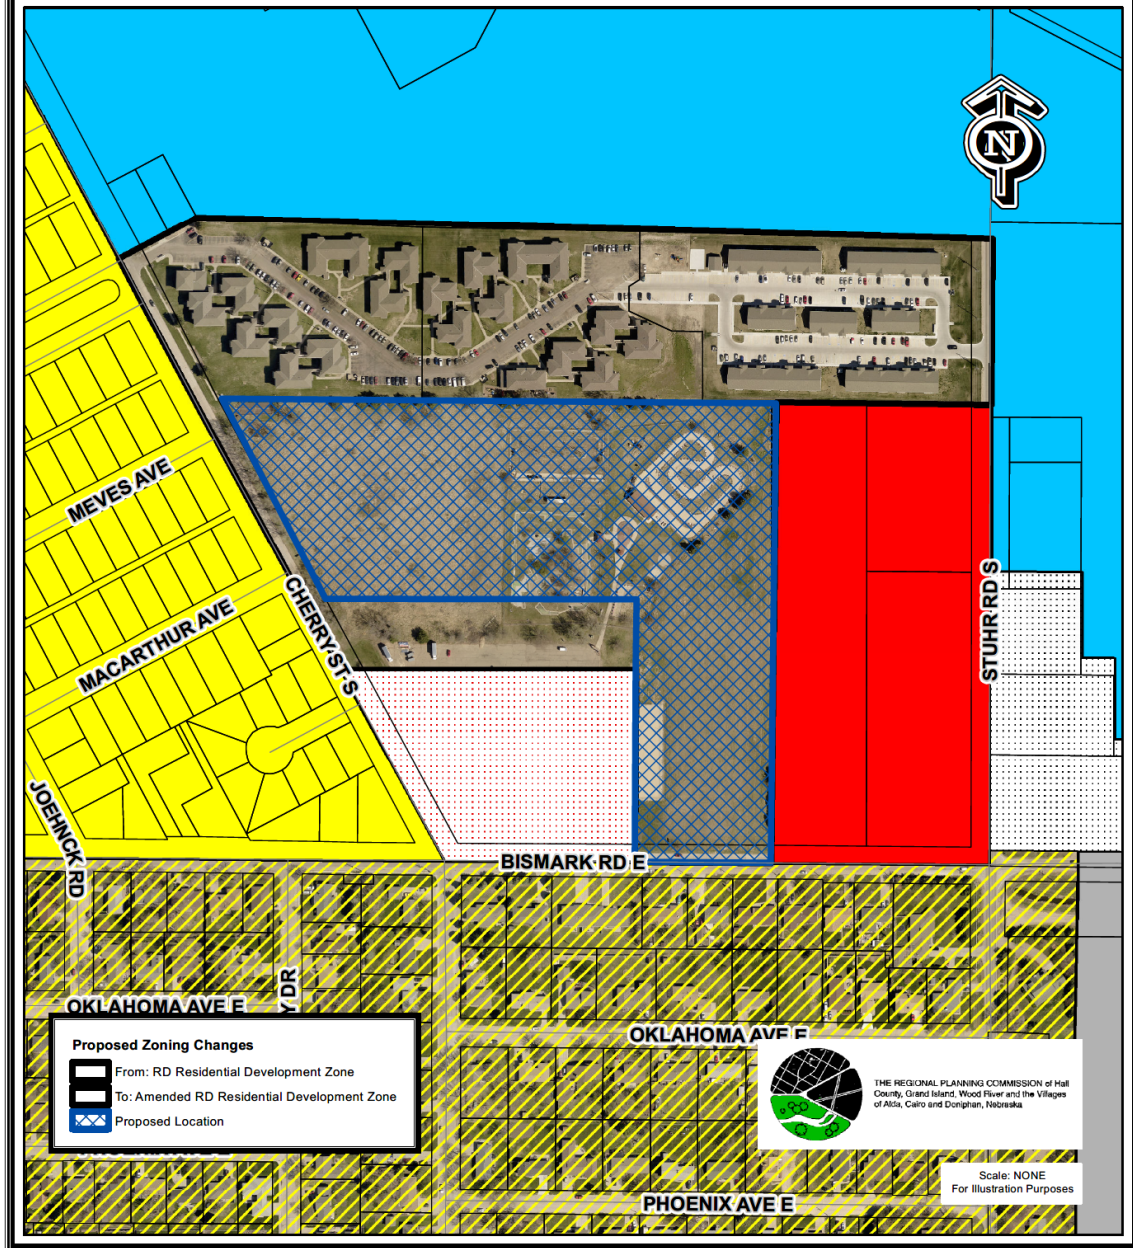 N
MEVES AVE
MACARTHUR AVE
CHERRY ST S
STUHR RD S
JOEHNCK RD
BISMARK RD E
OKLAHOMA AVE E
Y DR
OKLAHOMA AVE E
PHOENIX AVE E
Proposed Zoning Changes
From: RD Residential Development Zone
To: Amended RD Residential Development Zone
Proposed Location
THE REGIONAL PLANNING COMMISSION of Hall
County, Grand Island, Wood River and the Villages
of Alda, Cairo and Doniphan, Nebraska
Scale: NONE
For Illustration Purposes